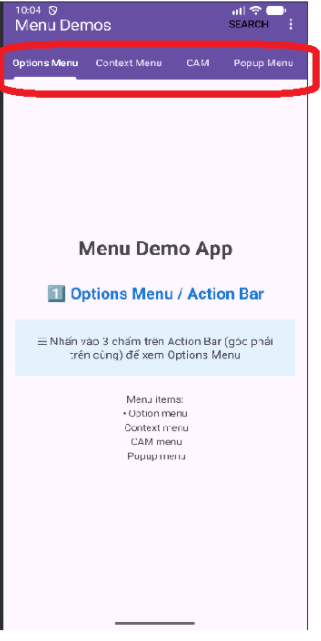 10:04
Menu Demos
SEARCH
Options Menu Context Menu CAM Popup Menu
Menu Demo App
1 Options Menu / Action Bar
☰ Nhấn vào 3 chấm trên Action Bar (góc phải
trên cùng) để xem Options Menu
Menu items:
• Option menu
Context menu
CAM menu
Popup menu